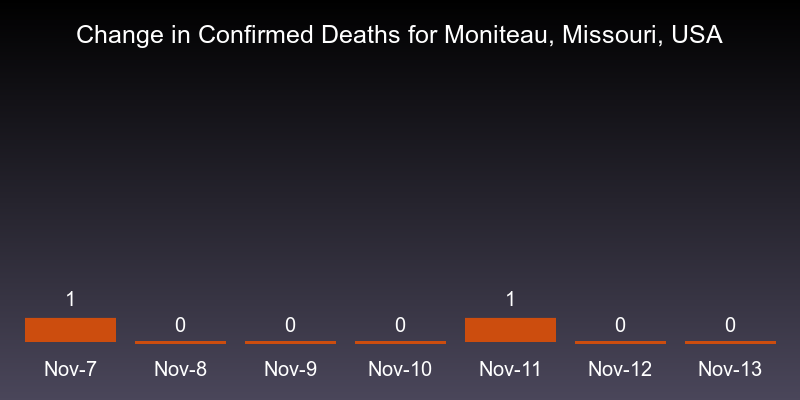 Change in Confirmed Deaths for Moniteau, Missouri, USA
1 0 0 0 1 0 0
Nov-7 Nov-8 Nov-9 Nov-10 Nov-11 Nov-12 Nov-13